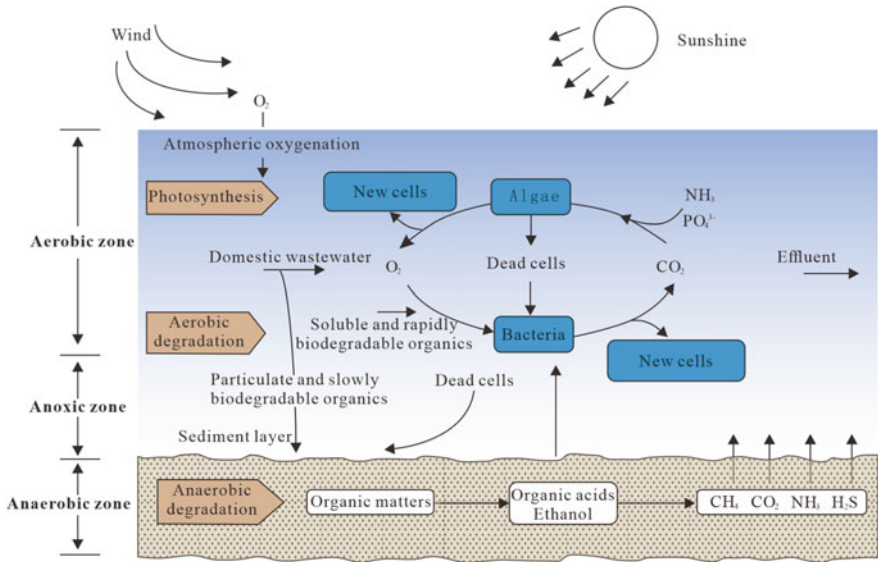 Wind
Sunshine
O₂
Atmospheric oxygenation
Photosynthesis
New cells
Algae
NH₃
PO₄³⁻
Aerobic zone
Domestic wastewater
O₂
Dead cells
CO₂
Effluent
Aerobic
degradation
Soluble and rapidly
biodegradable organics
Bacteria
New cells
Anoxic zone
Particulate and slowly
biodegradable organics
Dead cells
Sediment layer
Anaerobic zone
Anaerobic
degradation
Organic matters
Organic acids
Ethanol
CH₄ CO₂ NH₃ H₂S